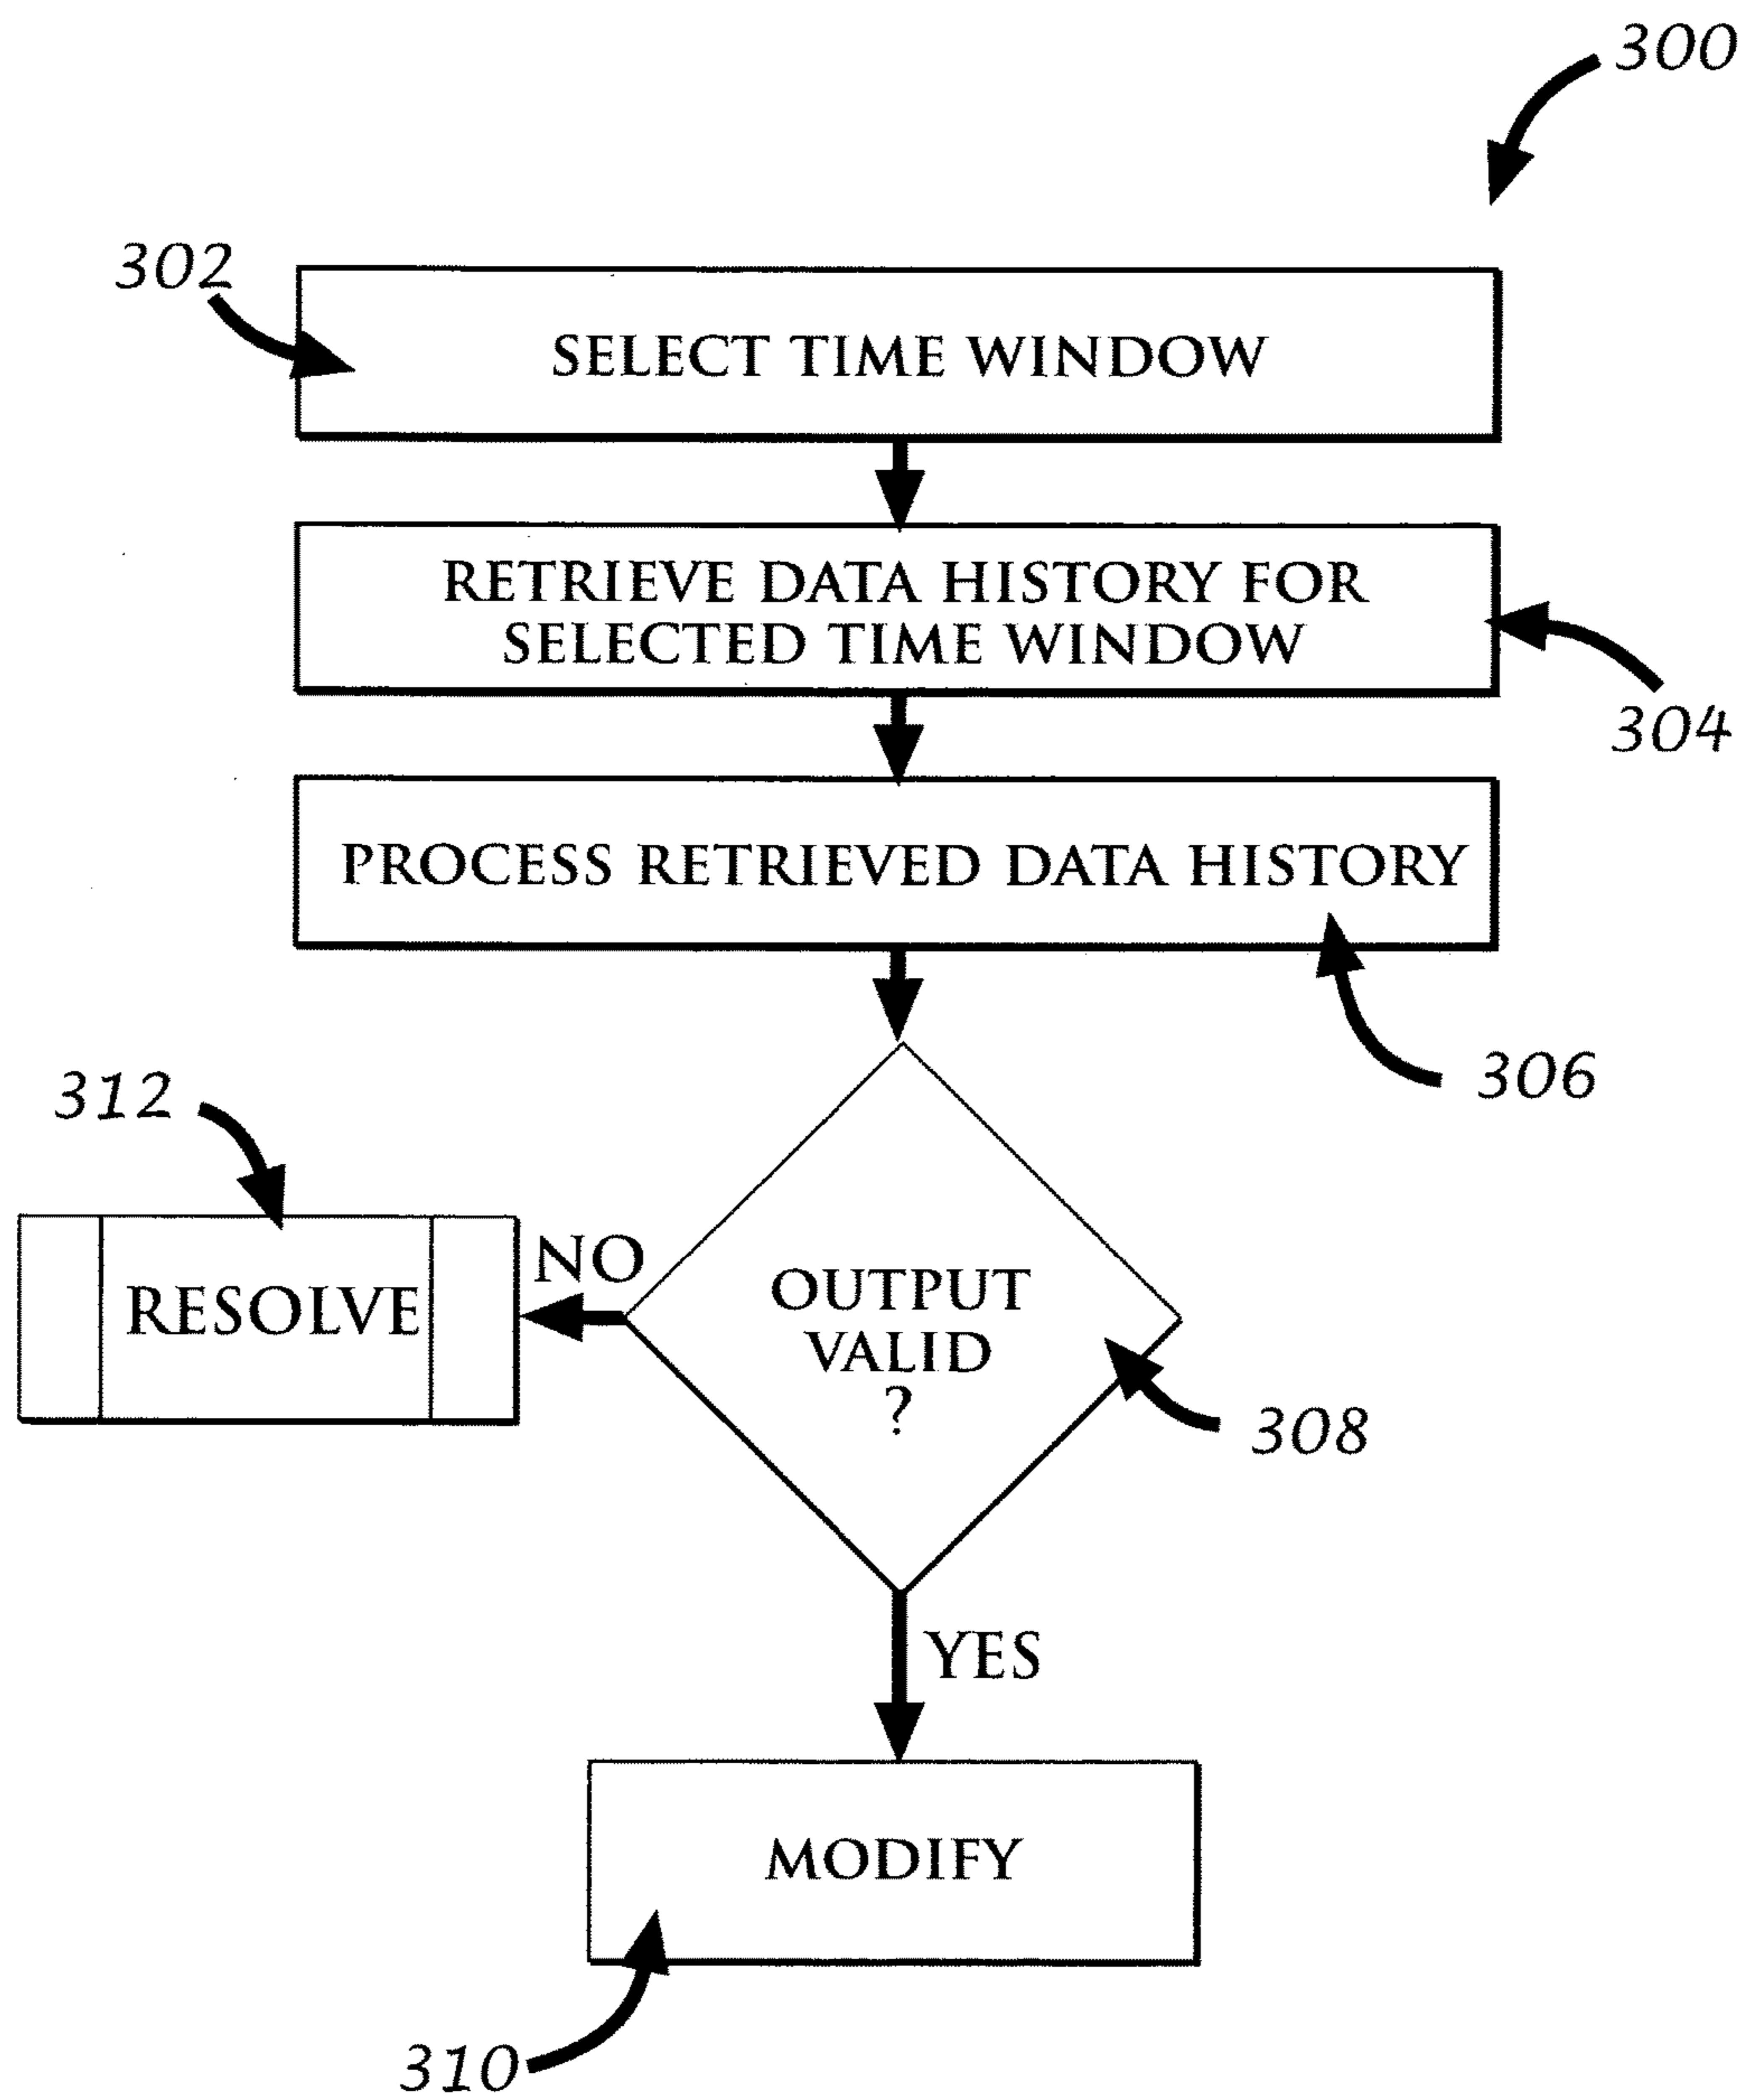 300
302
SELECT TIME WINDOW
RETRIEVE DATA HISTORY FOR
SELECTED TIME WINDOW
304
PROCESS RETRIEVED DATA HISTORY
306
312
NO
RESOLVE
OUTPUT
VALID
?
308
YES
MODIFY
310